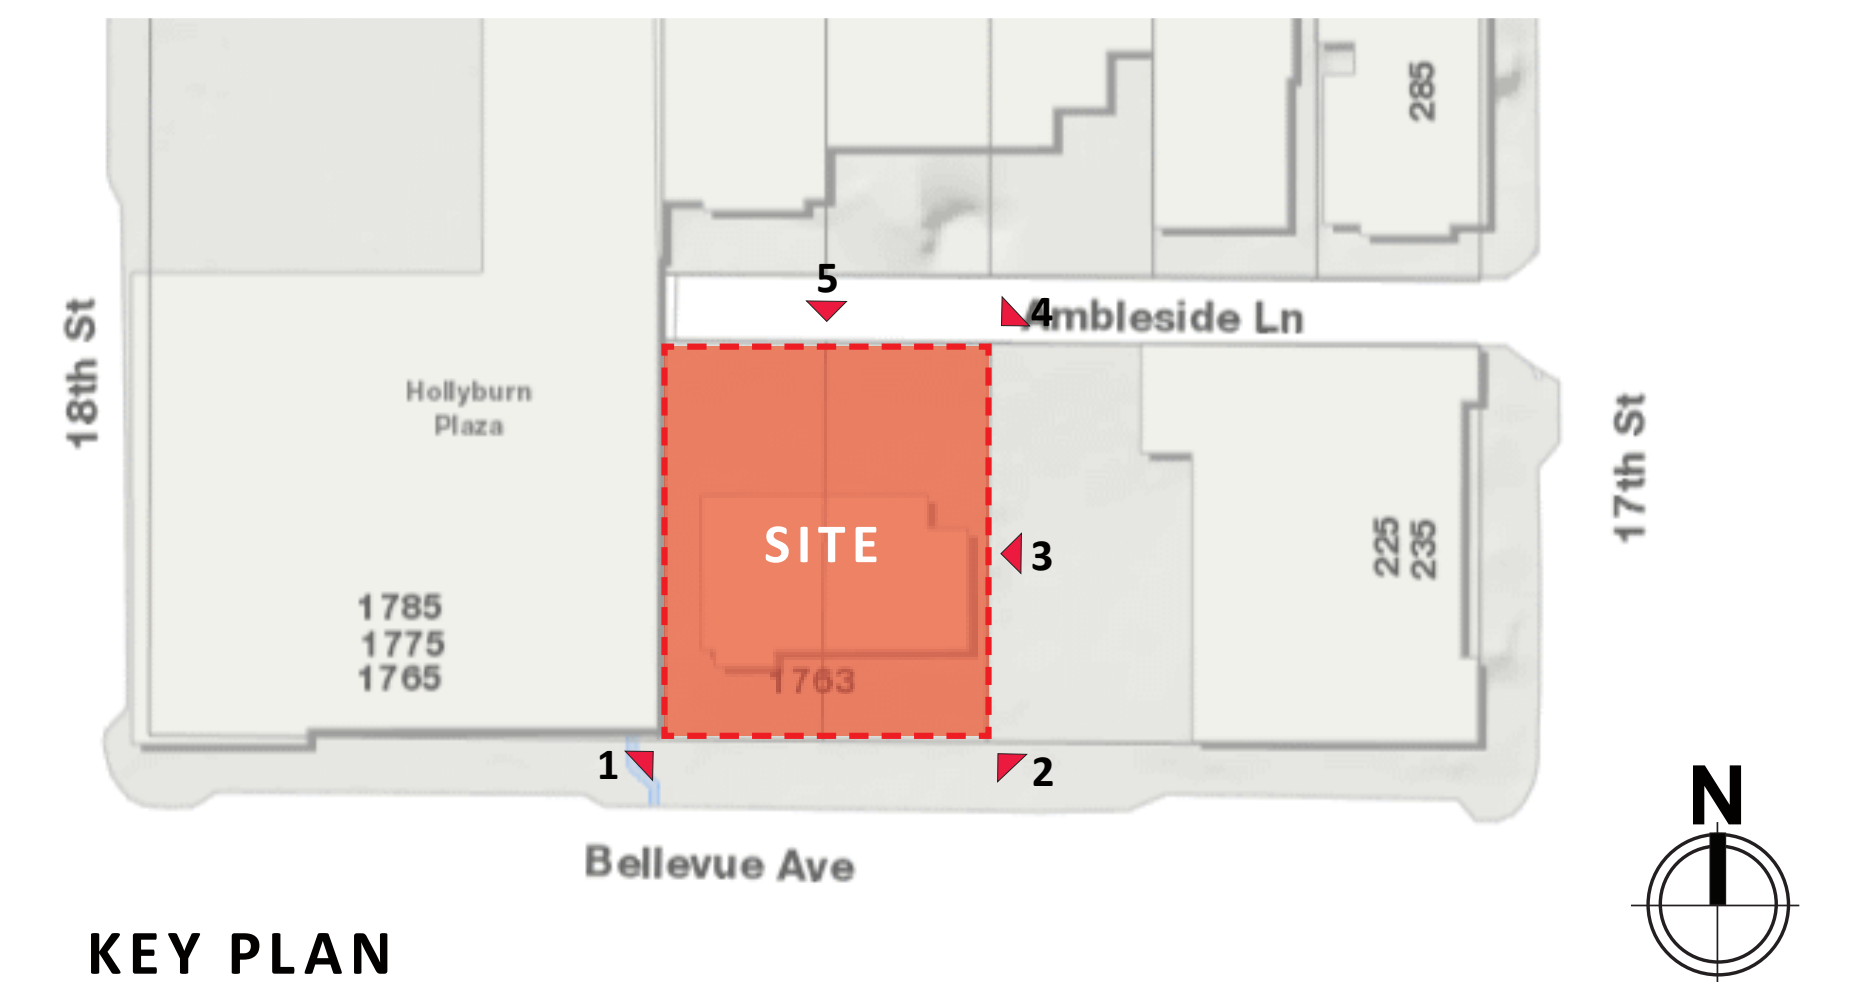 285
5
4
Ambleside Ln
18th St
Hollyburn
Plaza
17th St
SITE
3
225
235
1785
1775
1765
1763
1
2
Bellevue Ave
N
KEY PLAN